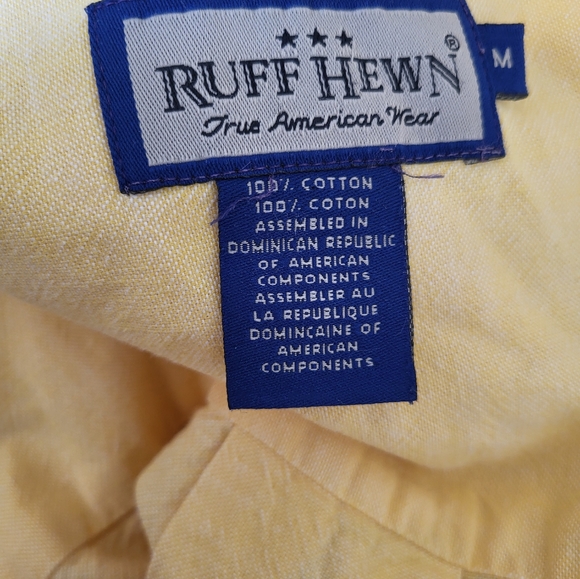 RUFF HEWN®
True American Wear
M
100% COTTON
100% COTON
ASSEMBLED IN
DOMINICAN REPUBLIC
OF AMERICAN
COMPONENTS
ASSEMBLER AU
LA REPUBLIQUE
DOMINCAINE OF
AMERICAN
COMPONENTS